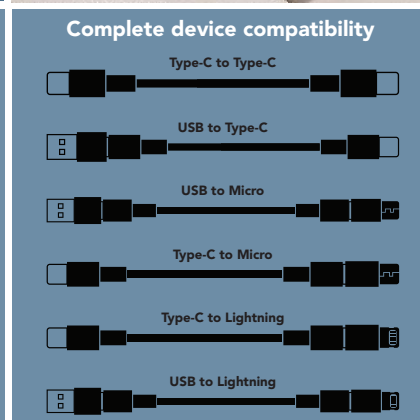 Complete device compatibility
Type-C to Type-C
USB to Type-C
USB to Micro
Type-C to Micro
Type-C to Lightning
USB to Lightning